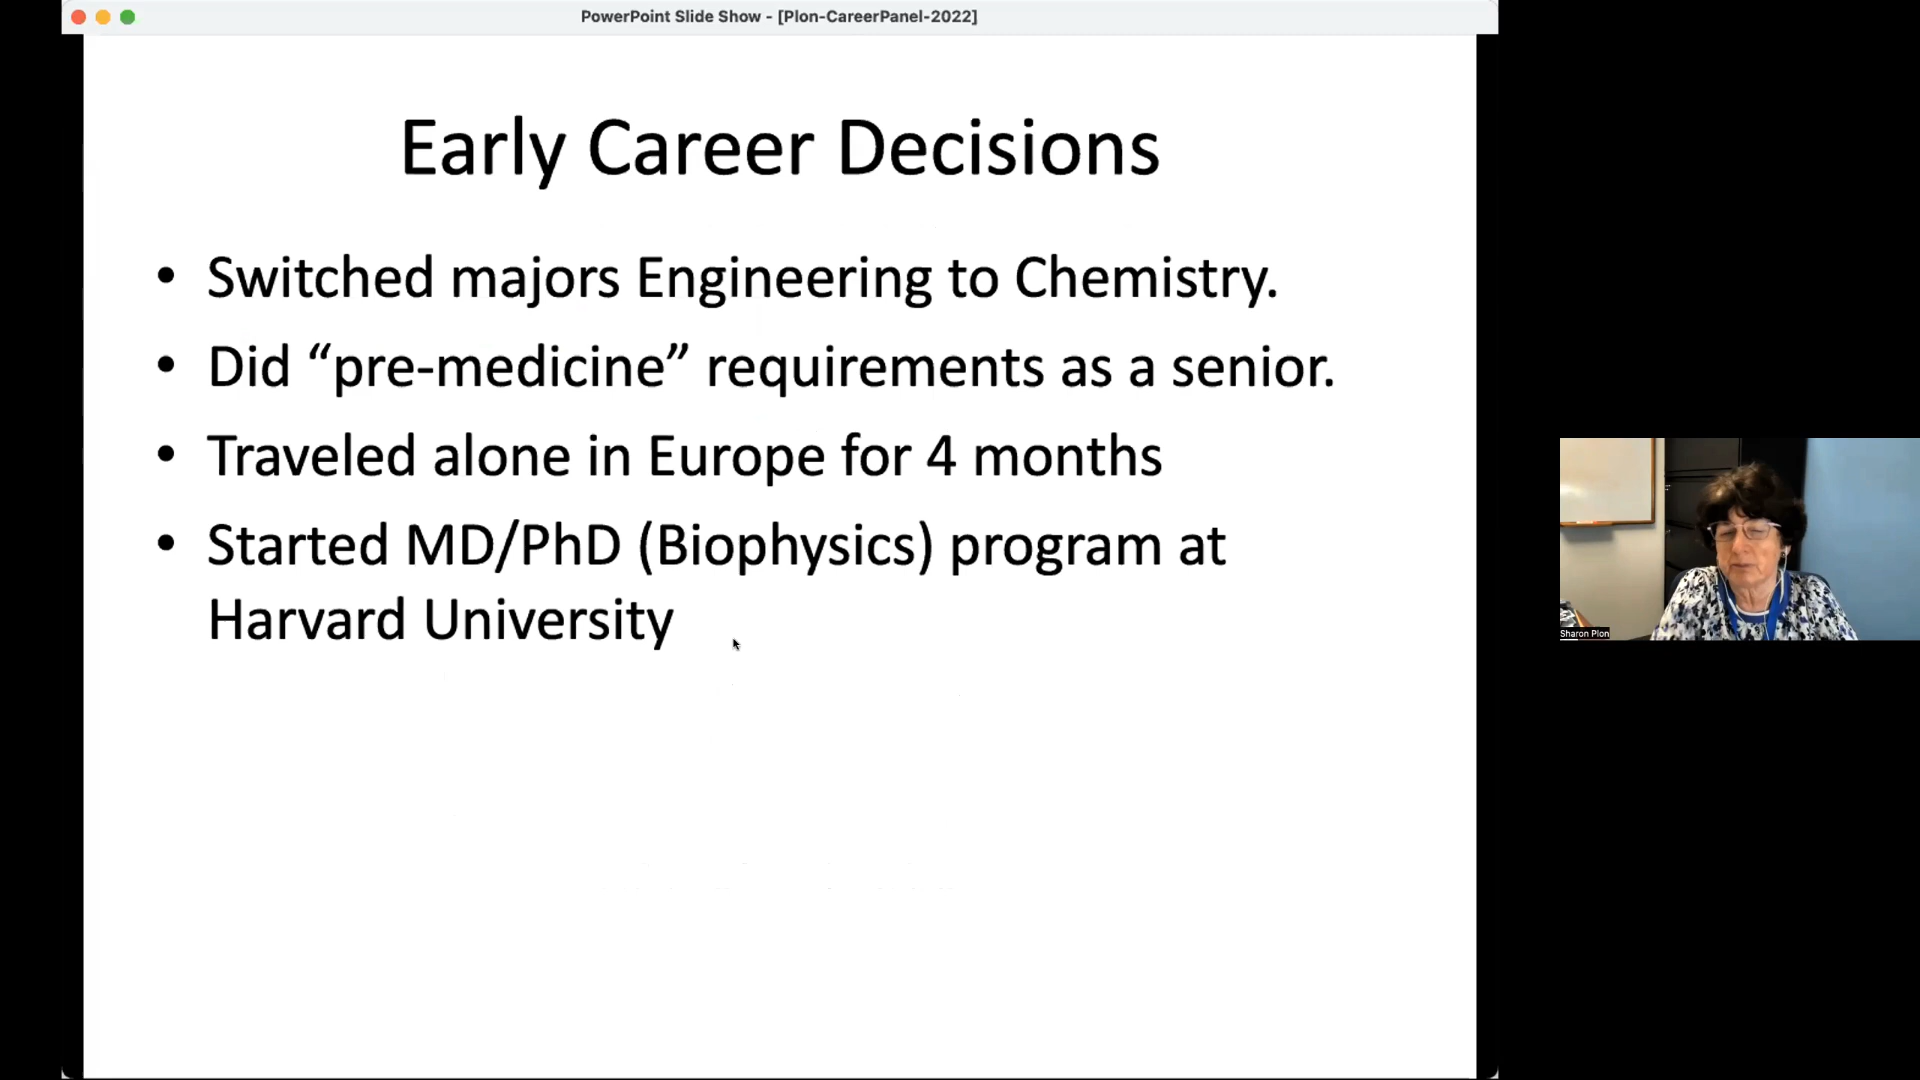 PowerPoint Slide Show - [Plon-CareerPanel-2022]
Early Career Decisions
• Switched majors Engineering to Chemistry.
• Did “pre-medicine” requirements as a senior.
• Traveled alone in Europe for 4 months
• Started MD/PhD (Biophysics) program at
Harvard University
Sharon Plon